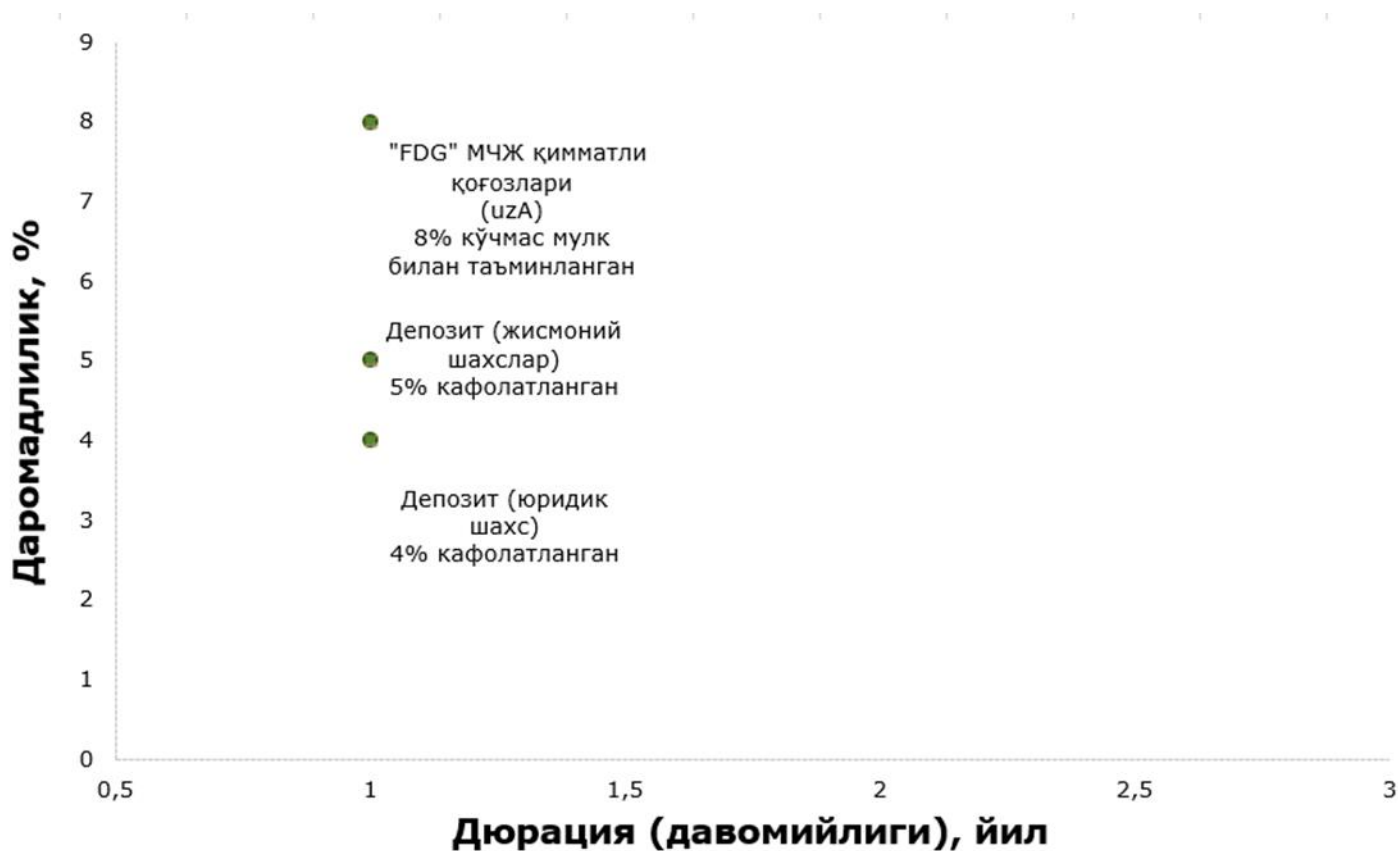 9
8
"FDG" МЧЖ қимматли
қоғозлари
(uzA)
8% кўчмас мулк
билан таъминланган
7
6
Депозит (жисмоний
шахслар)
5% кафолатланган
5
4
Депозит (юридик
шахс)
4% кафолатланган
3
2
1
0
Даромадлилик, %
0,5 1 1,5 2 2,5 3
Дюрация (давомийлиги), йил